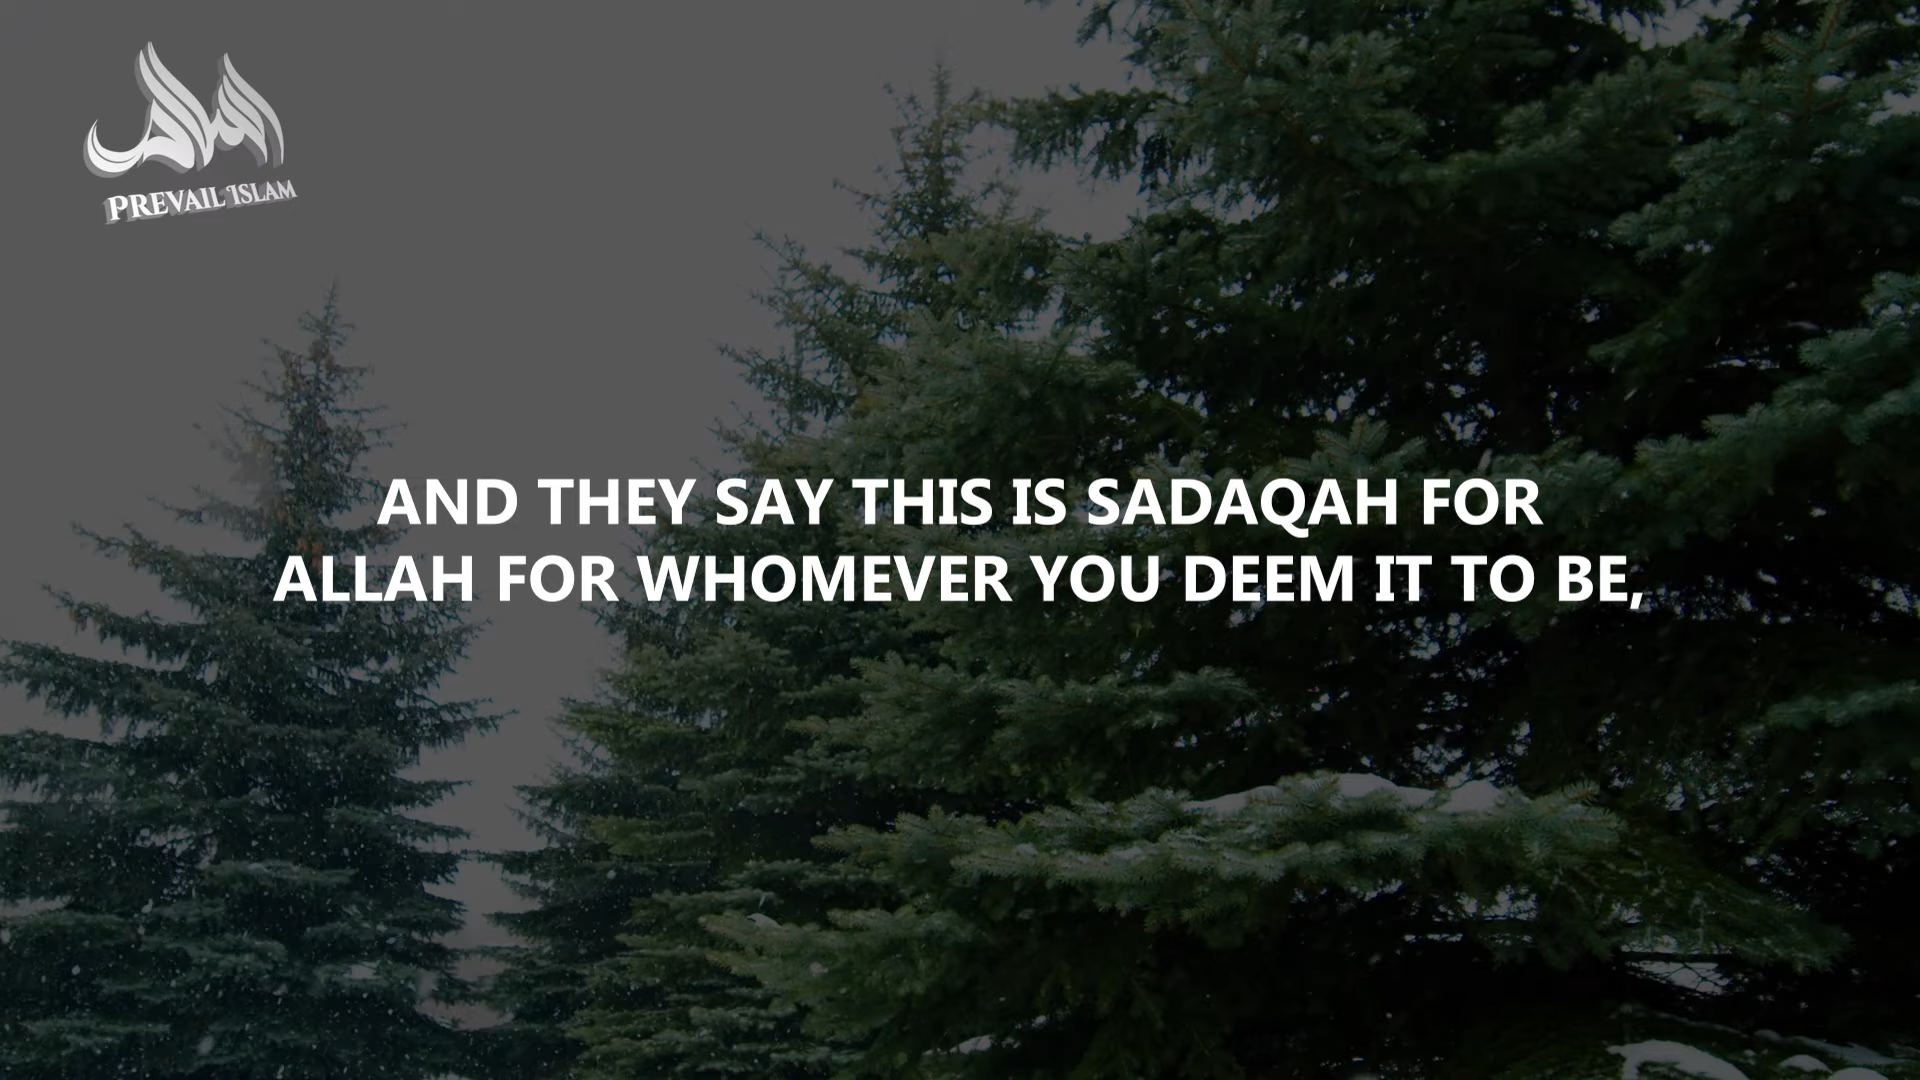 PREVAIL ISLAM
AND THEY SAY THIS IS SADAQAH FOR
ALLAH FOR WHOMEVER YOU DEEM IT TO BE,